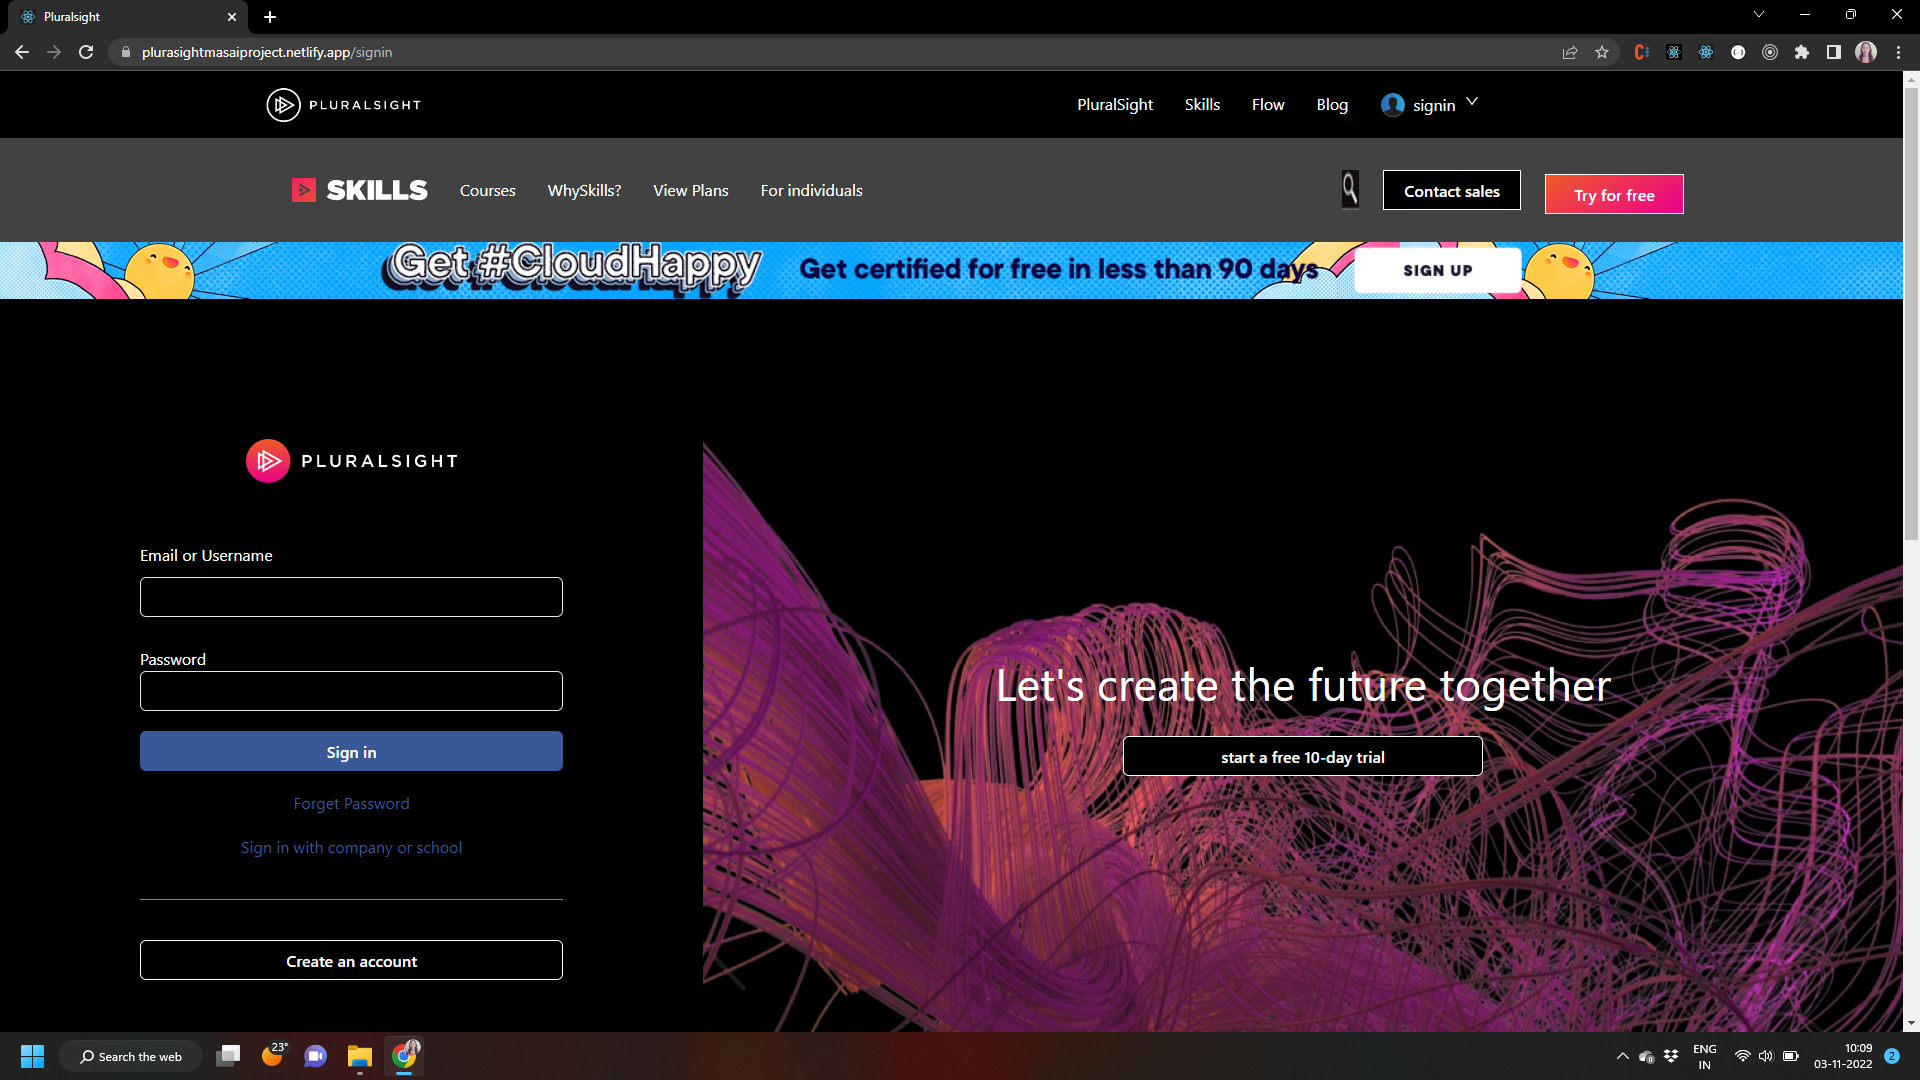 Pluralsight
plurasightmasaiproject.netlify.app/signin
PLURALSIGHT
PluralSight
Skills
Flow
Blog
signin
SKILLS
Courses
WhySkills?
View Plans
For individuals
Contact sales
Try for free
Get #CloudHappy
Get certified for free in less than 90 days
SIGN UP
PLURALSIGHT
Email or Username
Password
Sign in
Forget Password
Sign in with company or school
Create an account
Let's create the future together
start a free 10-day trial
Search the web
23°
ENG
IN
10:09
03-11-2022
2